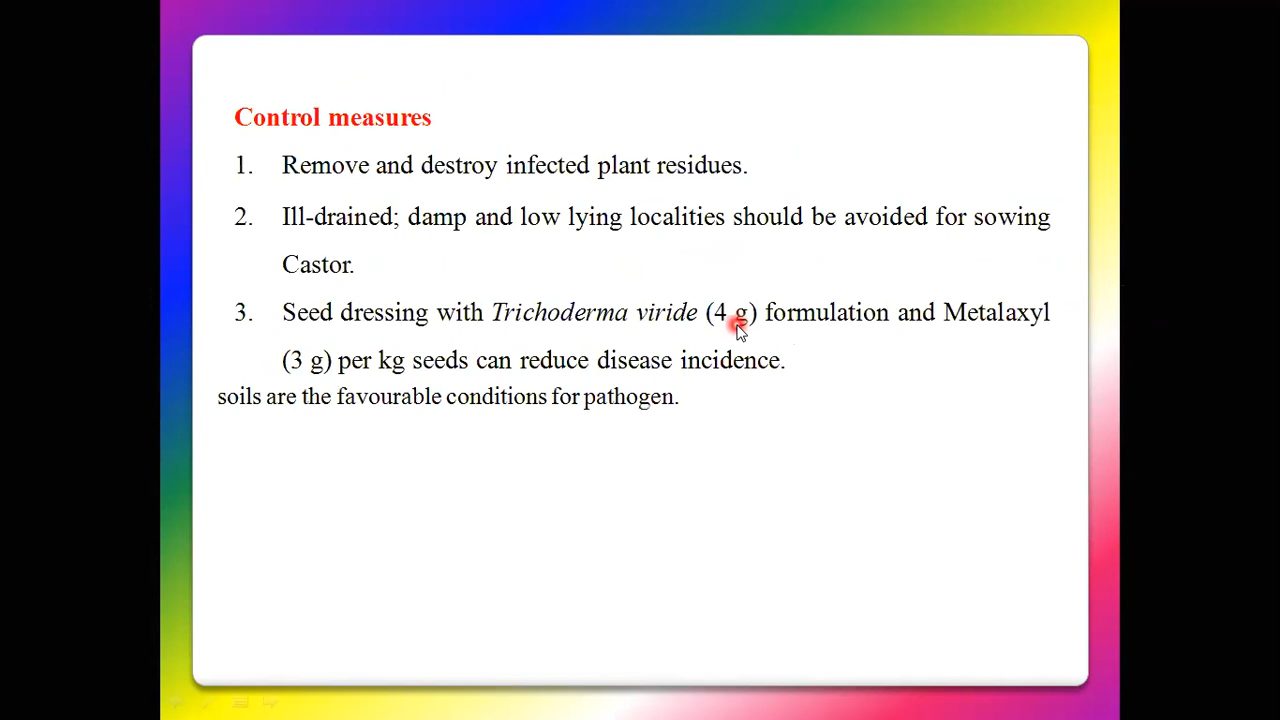 Control measures
1. Remove and destroy infected plant residues.
2. Ill-drained; damp and low lying localities should be avoided for sowing
Castor.
3. Seed dressing with Trichoderma viride (4 g) formulation and Metalaxyl
(3 g) per kg seeds can reduce disease incidence.
soils are the favourable conditions for pathogen.